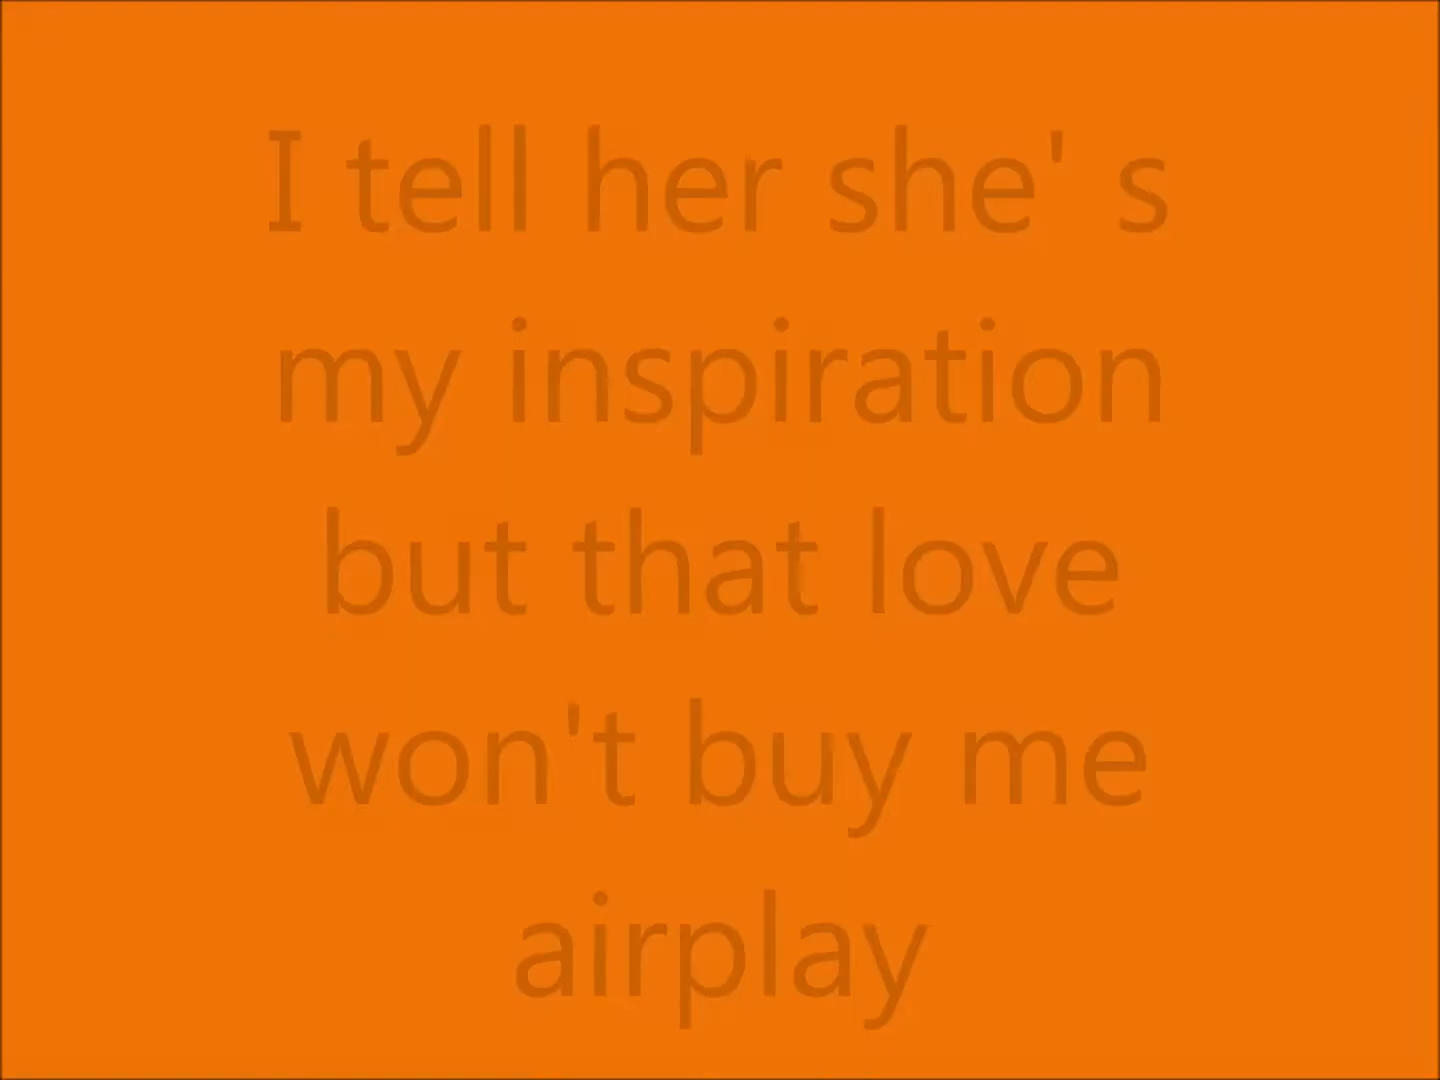 I tell her she' s
my inspiration
but that love
won't buy me
airplay